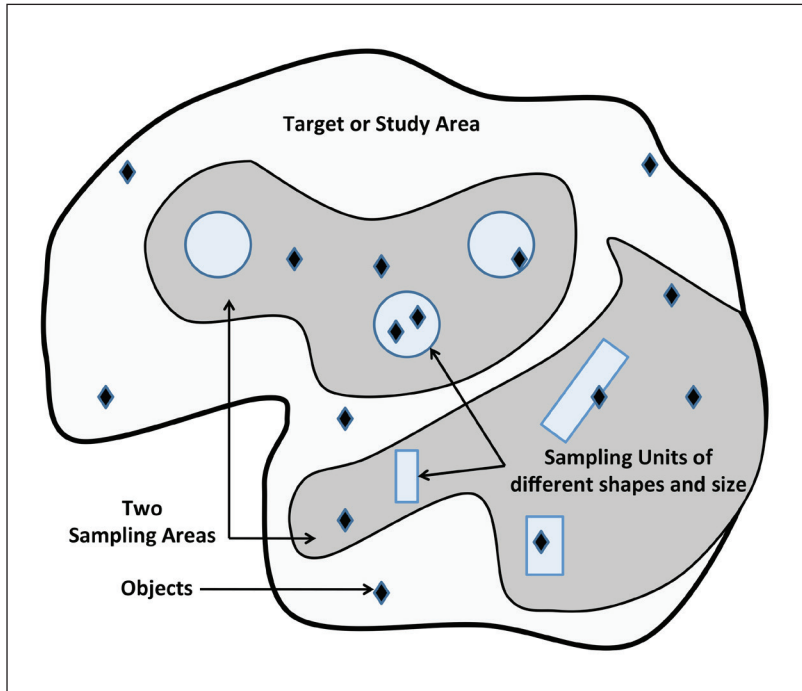 Target or Study Area
Sampling Units of
different shapes and size
Two
Sampling Areas
Objects